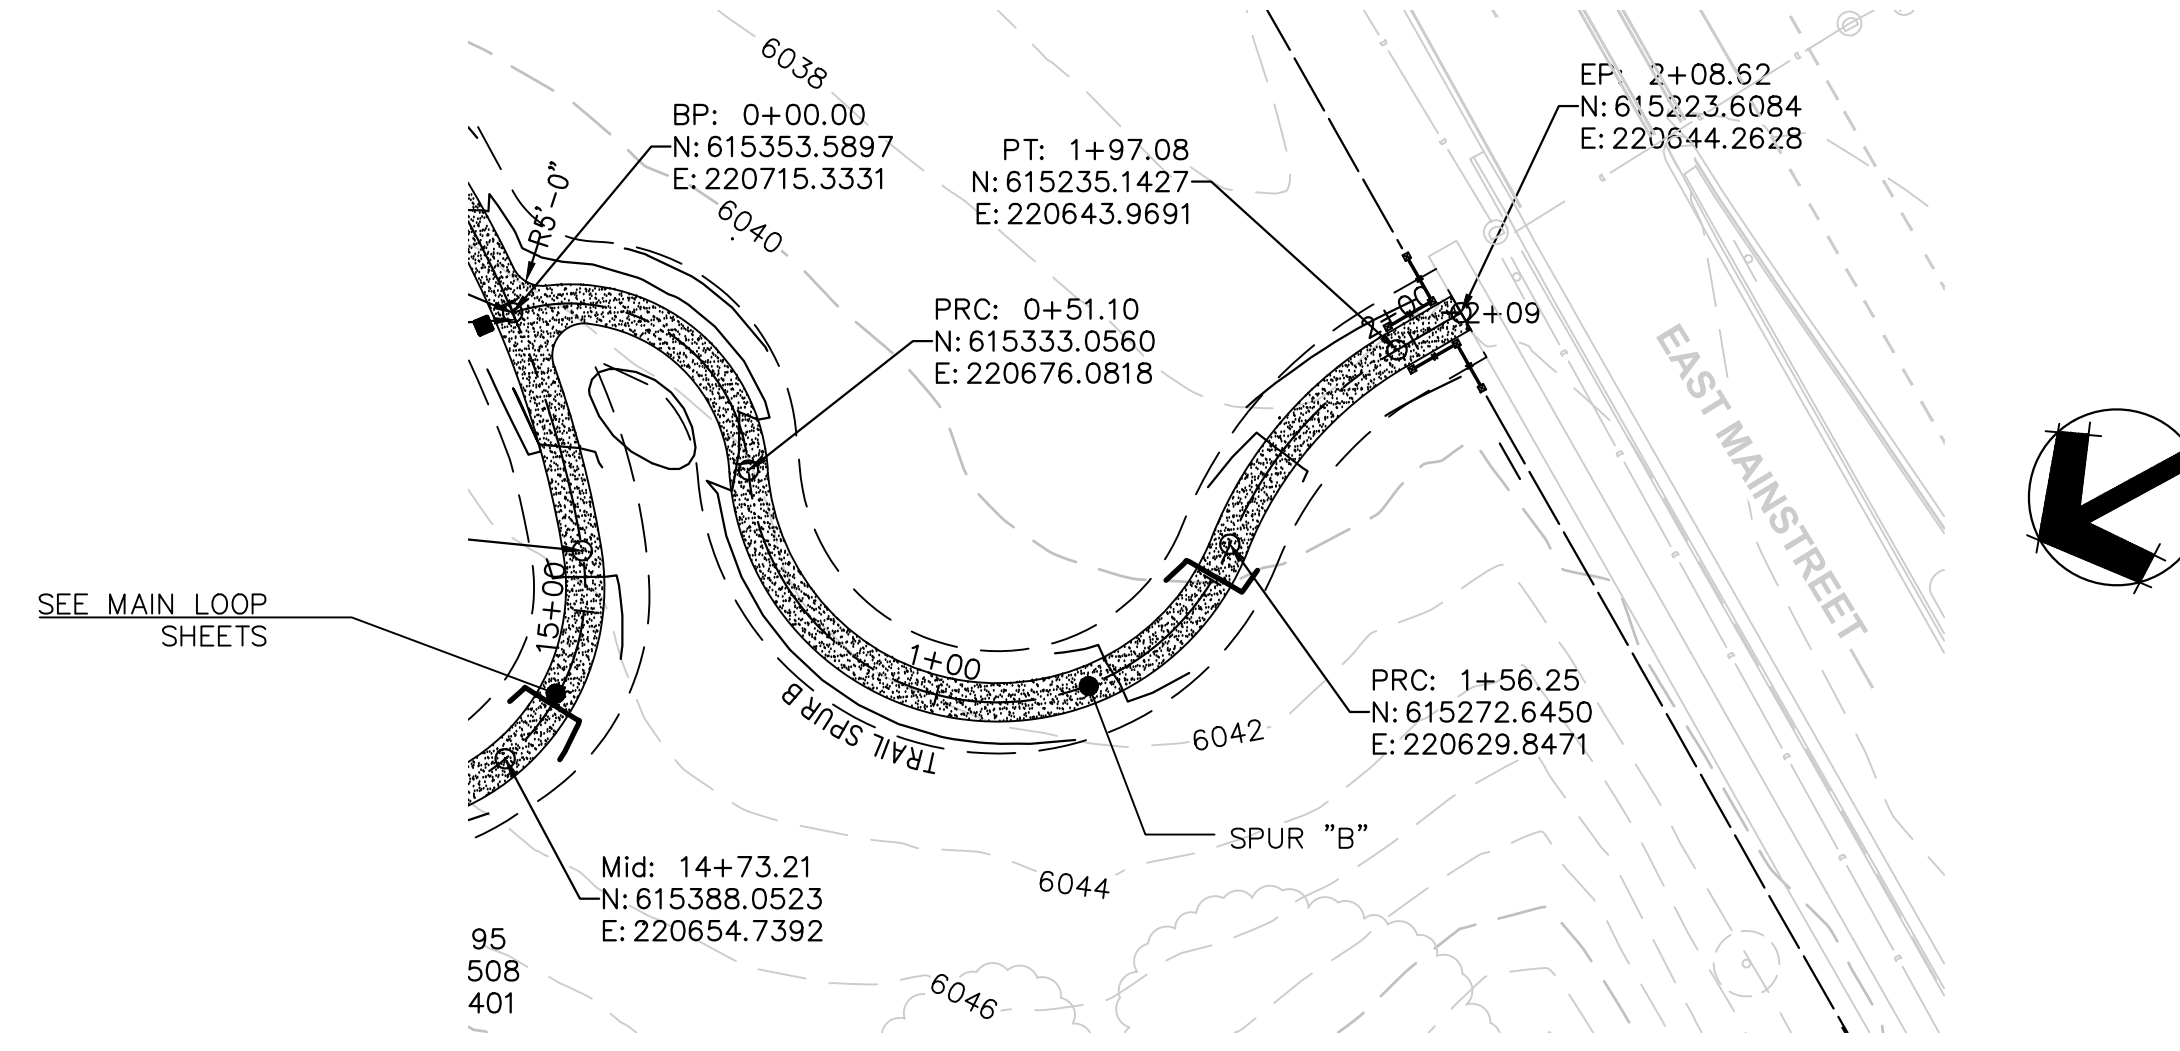 6038
EP: 2+08.62
N: 615223.6084
E: 220644.2628
BP: 0+00.00
N: 615353.5897
E: 220715.3331
PT: 1+97.08
N: 615235.1427
E: 220643.9691
R5'-0"
6040
PRC: 0+51.10
N: 615333.0560
E: 220676.0818
2+00
2+09
EAST MAINSTREET
SEE MAIN LOOP
SHEETS
15+00
1+00
TRAIL SPUR B
PRC: 1+56.25
N: 615272.6450
E: 220629.8471
6042
SPUR "B"
Mid: 14+73.21
N: 615388.0523
E: 220654.7392
6044
95
508
401
6046